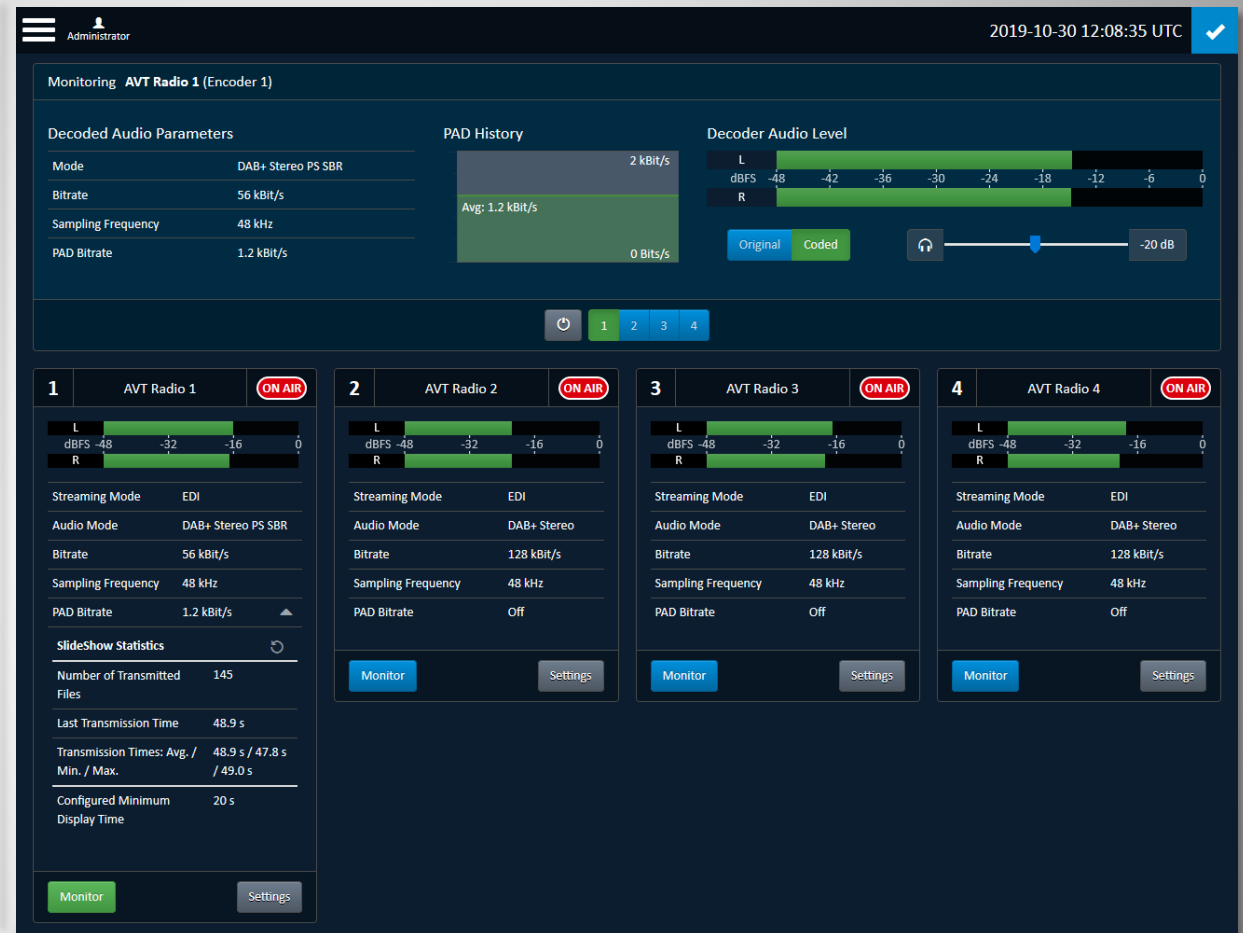 Administrator
2019-10-30 12:08:35 UTC
Monitoring AVT Radio 1 (Encoder 1)
Decoded Audio Parameters
Mode DAB+ Stereo PS SBR
Bitrate 56 kBit/s
Sampling Frequency 48 kHz
PAD Bitrate 1.2 kBit/s
PAD History
2 kBit/s
Avg: 1.2 kBit/s
0 Bits/s
Decoder Audio Level
L
dBFS -48 -42 -36 -30 -24 -18 -12 -6 0
R
Original Coded
-20 dB
1 2 3 4
1 AVT Radio 1 ON AIR
L
dBFS -48 -32 -16 0
R
Streaming Mode EDI
Audio Mode DAB+ Stereo PS SBR
Bitrate 56 kBit/s
Sampling Frequency 48 kHz
PAD Bitrate 1.2 kBit/s
SlideShow Statistics
Number of Transmitted 145
Files
Last Transmission Time 48.9 s
Transmission Times: Avg. / 48.9 s / 47.8 s
Min. / Max. / 49.0 s
Configured Minimum 20 s
Display Time
Monitor Settings
2 AVT Radio 2 ON AIR
L
dBFS -48 -32 -16 0
R
Streaming Mode EDI
Audio Mode DAB+ Stereo
Bitrate 128 kBit/s
Sampling Frequency 48 kHz
PAD Bitrate Off
Monitor Settings
3 AVT Radio 3 ON AIR
L
dBFS -48 -32 -16 0
R
Streaming Mode EDI
Audio Mode DAB+ Stereo
Bitrate 128 kBit/s
Sampling Frequency 48 kHz
PAD Bitrate Off
Monitor Settings
4 AVT Radio 4 ON AIR
L
dBFS -48 -32 -16 0
R
Streaming Mode EDI
Audio Mode DAB+ Stereo
Bitrate 128 kBit/s
Sampling Frequency 48 kHz
PAD Bitrate Off
Monitor Settings